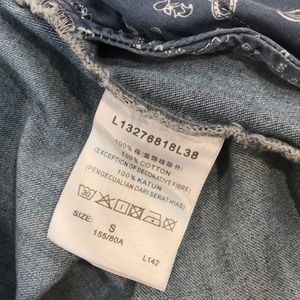 L13276818L38
100% 棉(装饰线除外)
100% COTTON
(EXCEPTION OF DECORATIVE FIBRE)
100% KATUN
(PENGECUALIAN DARI SERAT HIAS)
30
SIZE: S
155/80A
L142